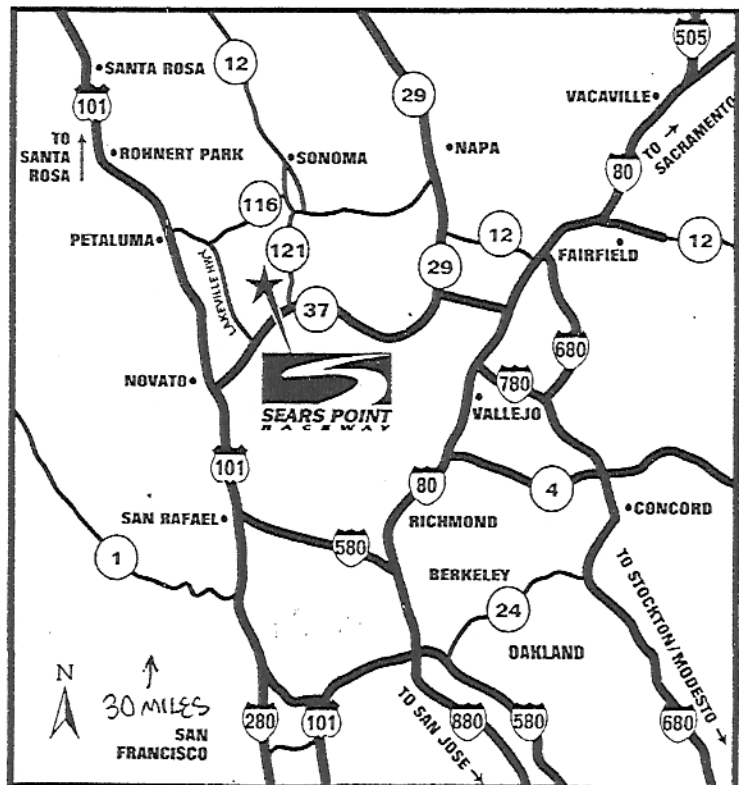 505
SANTA ROSA
12
101
29
VACAVILLE
TO → SACRAMENTO
TO
SANTA
ROSA
ROHNERT PARK
SONOMA
NAPA
80
116
PETALUMA
121
12
FAIRFIELD
12
LAKEVILLE HWY.
29
37
680
NOVATO
780
VALLEJO
SEARS POINT
RACEWAY
101
80
4
SAN RAFAEL
RICHMOND
CONCORD
580
1
BERKELEY
24
TO STOCKTON/MODESTO →
OAKLAND
N
30 MILES
SAN
FRANCISCO
280
101
TO SAN JOSE →
880
580
680